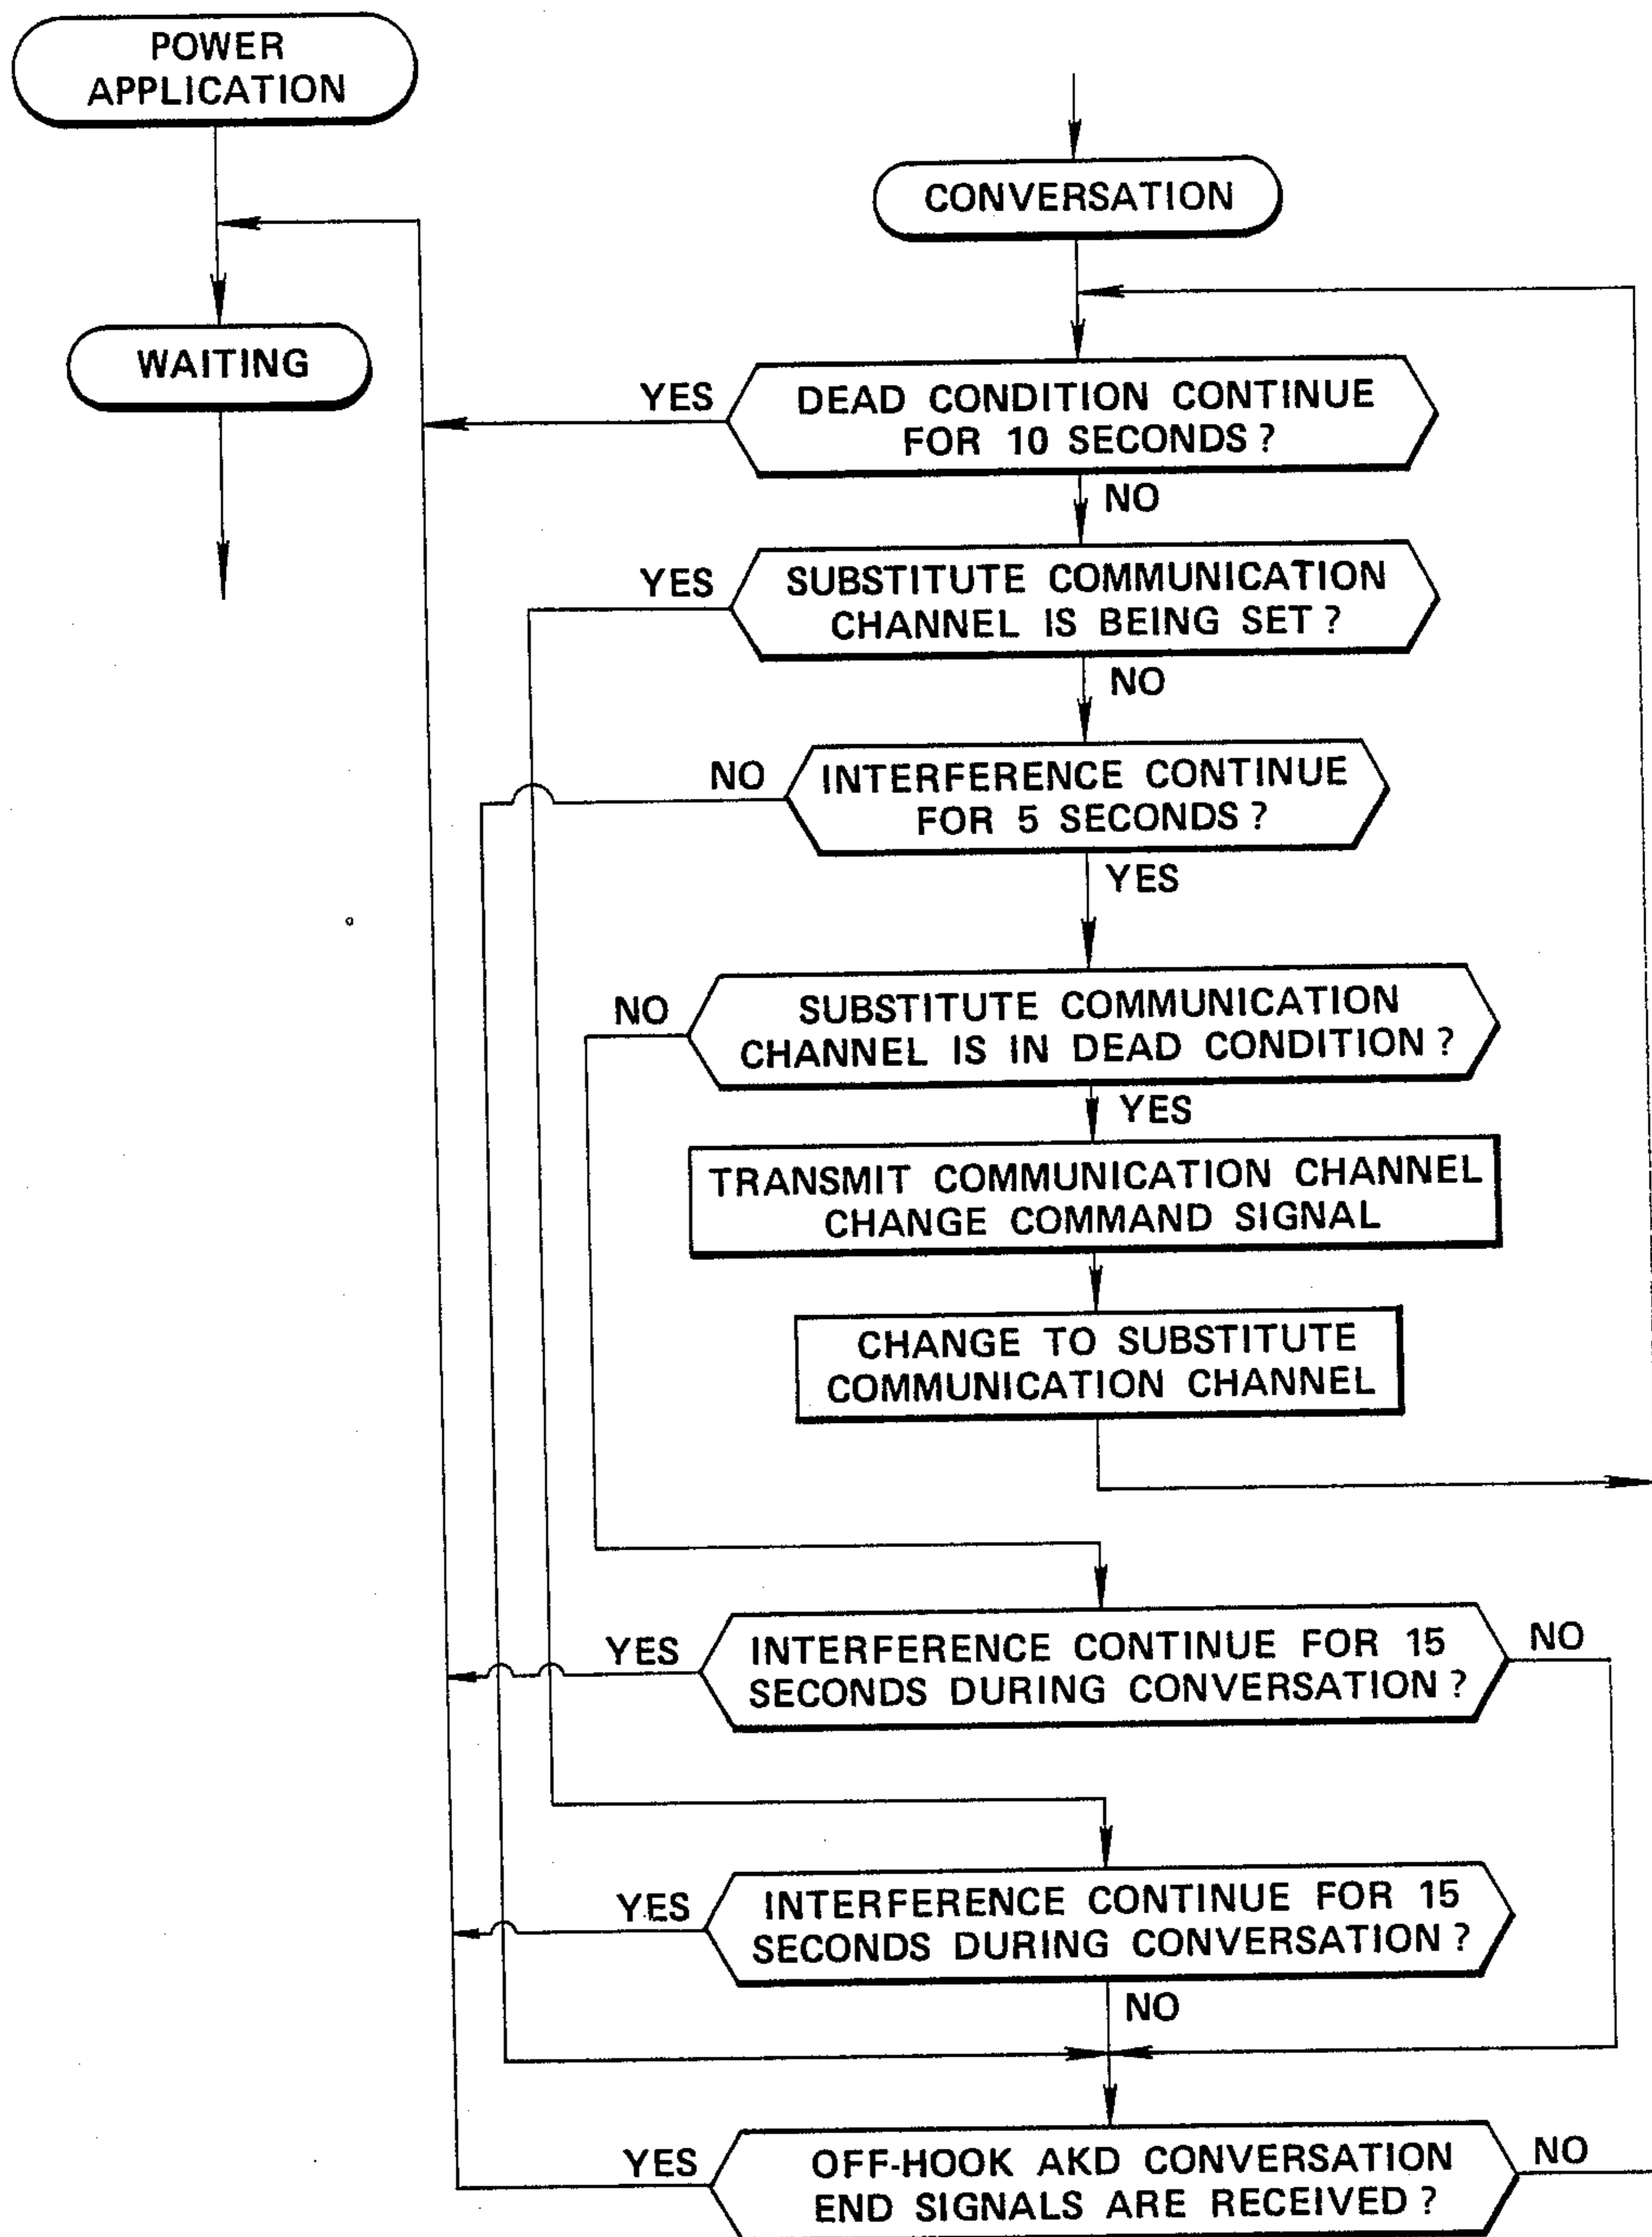 POWER
APPLICATION
WAITING
CONVERSATION
YES
DEAD CONDITION CONTINUE
FOR 10 SECONDS?
NO
YES
SUBSTITUTE COMMUNICATION
CHANNEL IS BEING SET?
NO
NO
INTERFERENCE CONTINUE
FOR 5 SECONDS?
YES
NO
SUBSTITUTE COMMUNICATION
CHANNEL IS IN DEAD CONDITION?
YES
TRANSMIT COMMUNICATION CHANNEL
CHANGE COMMAND SIGNAL
CHANGE TO SUBSTITUTE
COMMUNICATION CHANNEL
YES
INTERFERENCE CONTINUE FOR 15
SECONDS DURING CONVERSATION?
NO
YES
INTERFERENCE CONTINUE FOR 15
SECONDS DURING CONVERSATION?
NO
YES
OFF-HOOK AKD CONVERSATION
END SIGNALS ARE RECEIVED?
NO